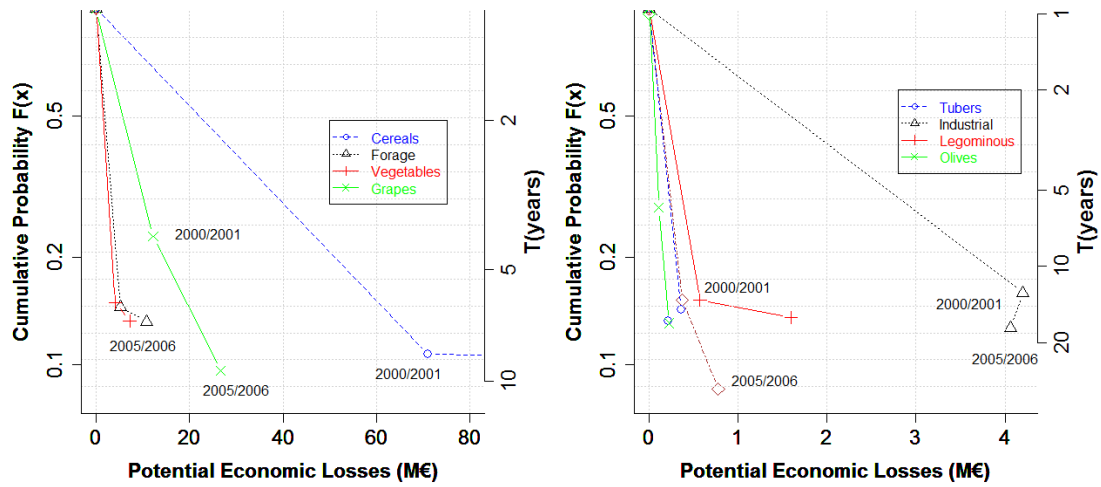 Cumulative Probability F(x)
0.5
0.2
0.1
0
20
40
60
80
Potential Economic Losses (M€)
2
5
10
T(years)
Cereals
Forage
Vegetables
Grapes
2000/2001
2005/2006
2005/2006
2000/2001
Cumulative Probability F(x)
0.5
0.2
0.1
0
1
2
3
4
Potential Economic Losses (M€)
1
2
5
10
20
T(years)
Tubers
Industrial
Legominous
Olives
2000/2001
2000/2001
2005/2006
2005/2006